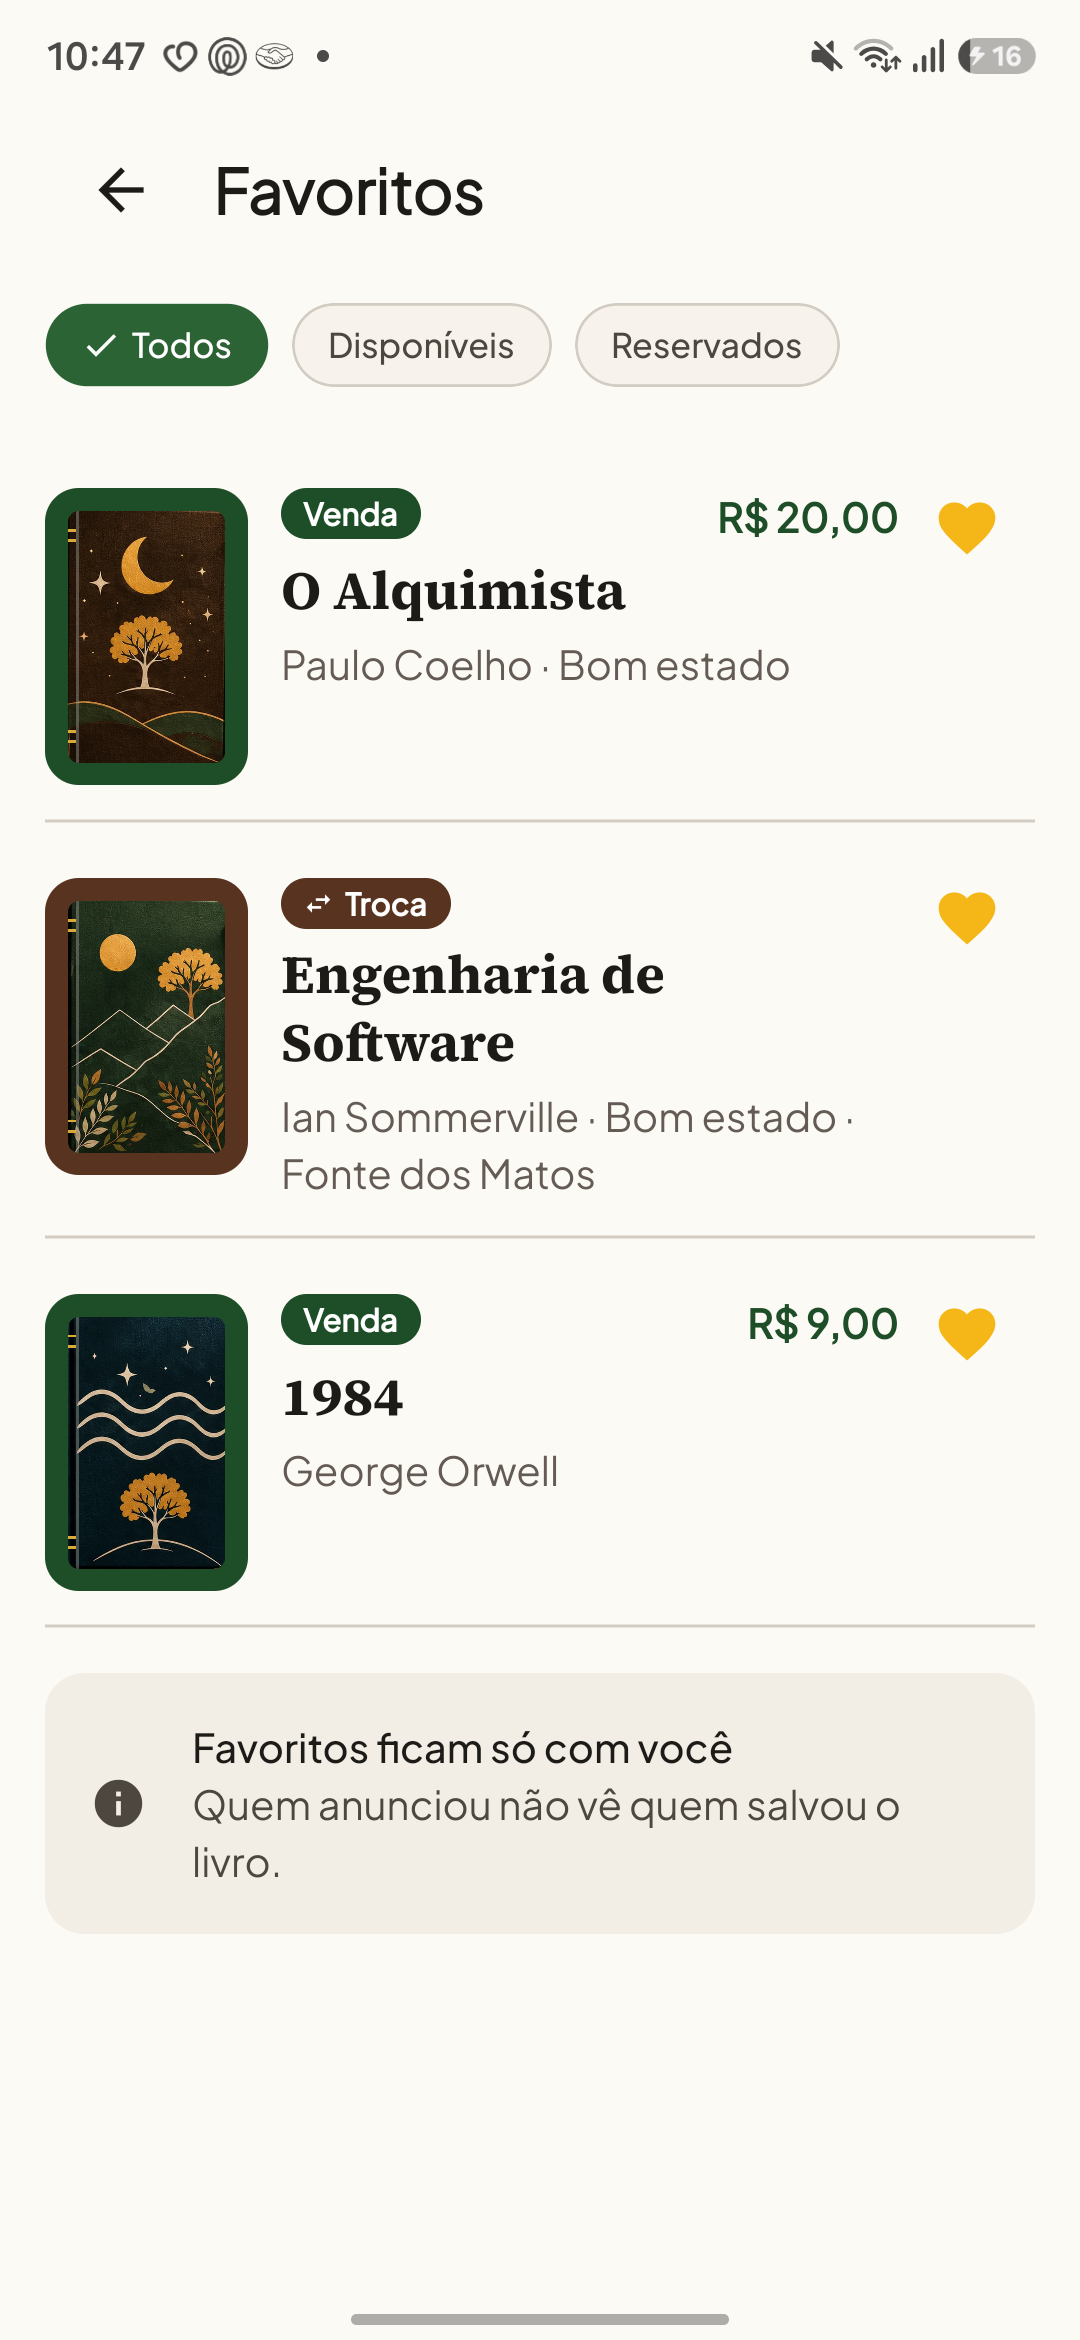 10:47
16
Favoritos
Todos
Disponíveis
Reservados
Venda
R$ 20,00
O Alquimista
Paulo Coelho · Bom estado
Troca
Engenharia de
Software
Ian Sommerville · Bom estado ·
Fonte dos Matos
Venda
R$ 9,00
1984
George Orwell
Favoritos ficam só com você
Quem anunciou não vê quem salvou o
livro.